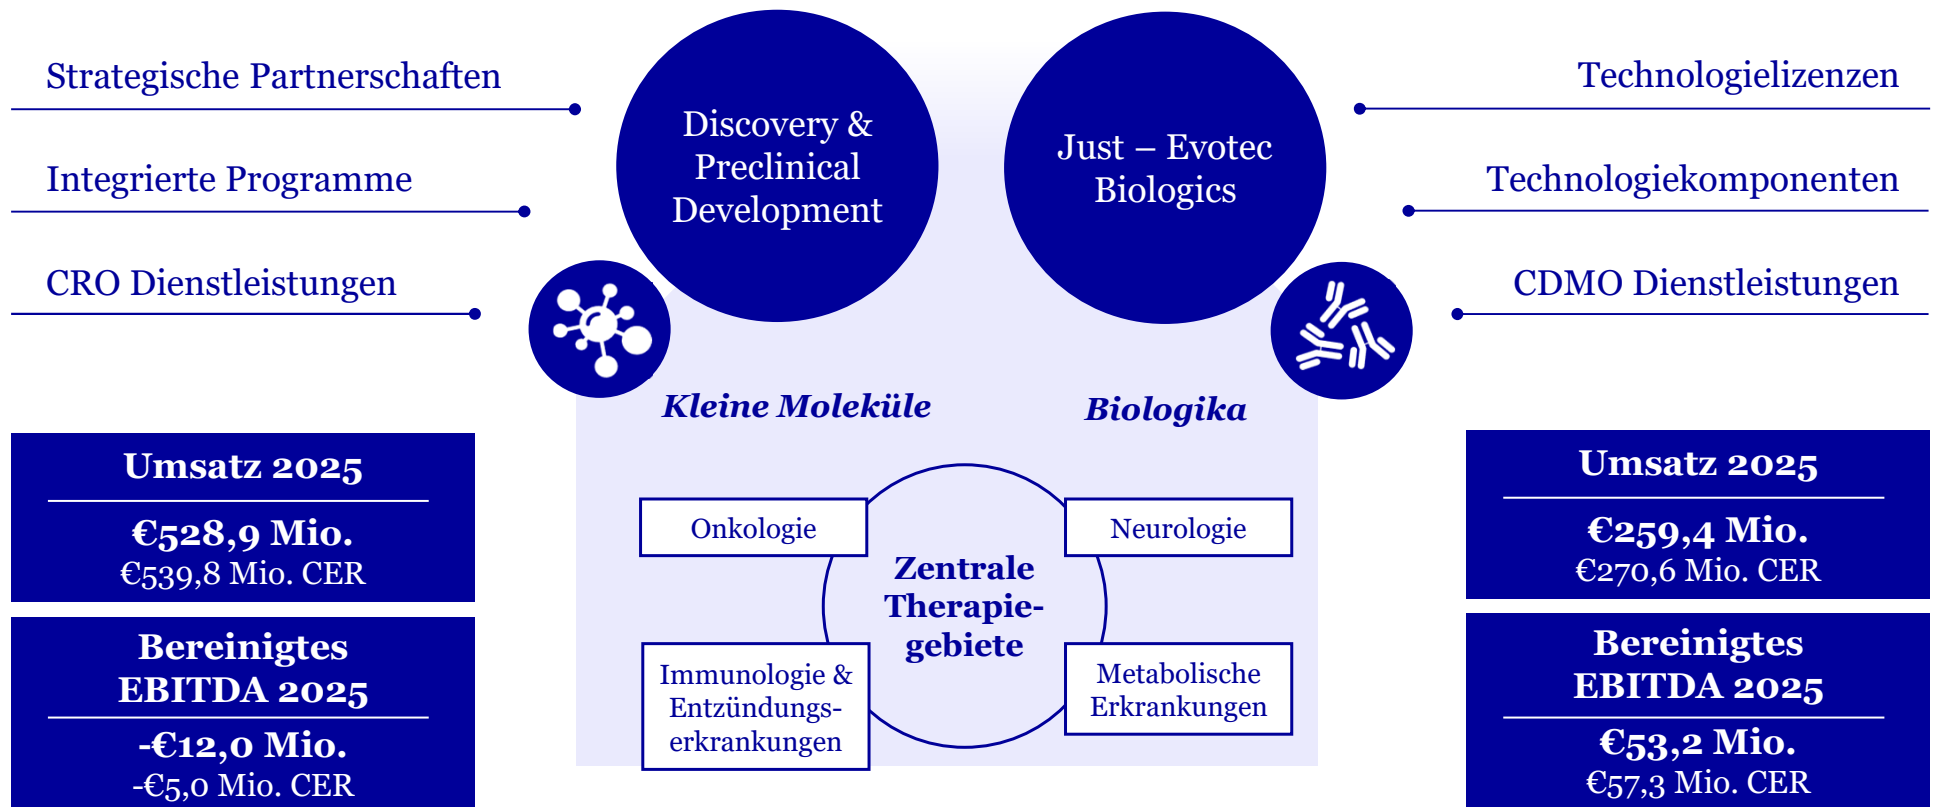 Strategische Partnerschaften
Integrierte Programme
CRO Dienstleistungen
Discovery &
Preclinical
Development
Just – Evotec
Biologics
Technologielizenzen
Technologiekomponenten
CDMO Dienstleistungen
Kleine Moleküle
Biologika
Umsatz 2025
€528,9 Mio.
€539,8 Mio. CER
Bereinigtes
EBITDA 2025
-€12,0 Mio.
-€5,0 Mio. CER
Onkologie
Neurologie
Zentrale
Therapie-
gebiete
Immunologie &
Entzündungs-
erkrankungen
Metabolische
Erkrankungen
Umsatz 2025
€259,4 Mio.
€270,6 Mio. CER
Bereinigtes
EBITDA 2025
€53,2 Mio.
€57,3 Mio. CER